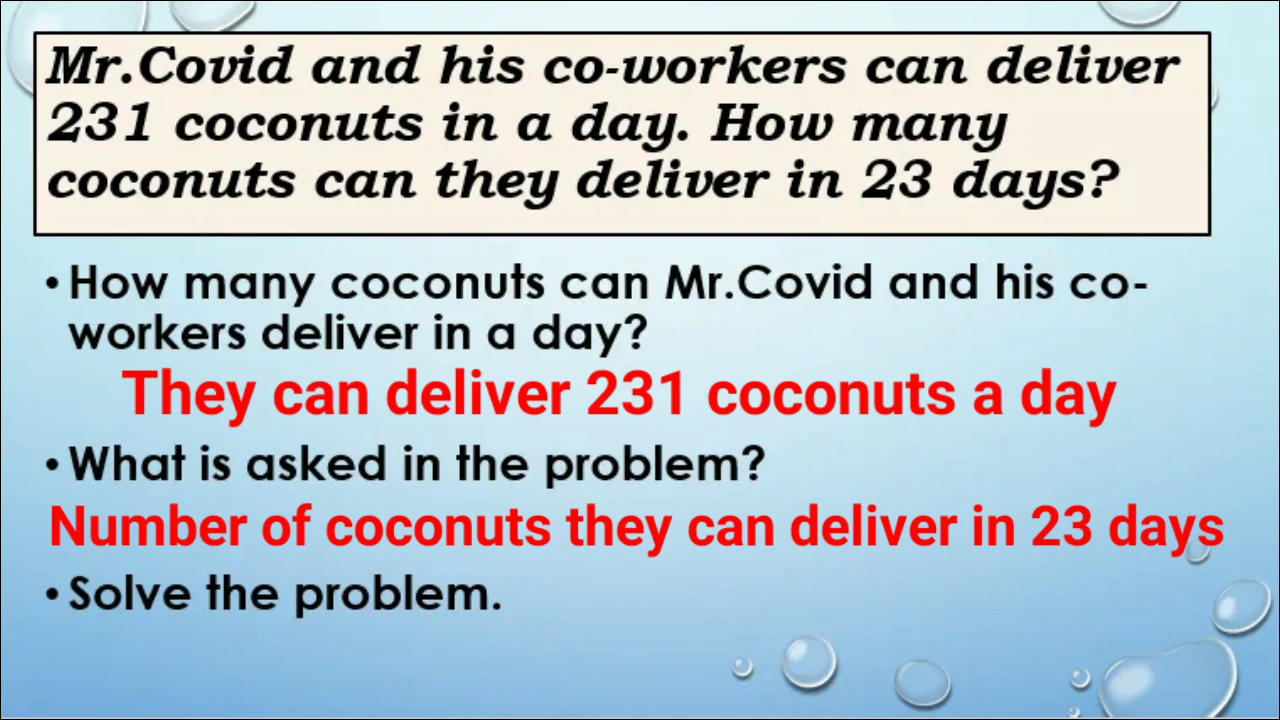 Mr.Covid and his co-workers can deliver
231 coconuts in a day. How many
coconuts can they deliver in 23 days?
• How many coconuts can Mr.Covid and his co-
workers deliver in a day?
They can deliver 231 coconuts a day
• What is asked in the problem?
Number of coconuts they can deliver in 23 days
• Solve the problem.